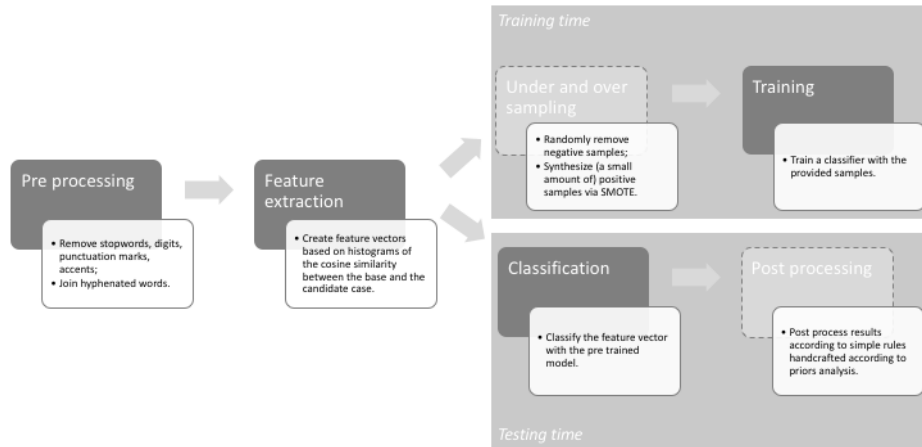 Training time
Under and over
sampling
• Randomly remove
negative samples;
• Synthesize (a small
amount of) positive
samples via SMOTE.
Training
• Train a classifier with the
provided samples.
Pre processing
• Remove stopwords, digits,
punctuation marks,
accents;
• Join hyphenated words.
Feature
extraction
• Create feature vectors
based on histograms of
the cosine similarity
between the base and the
candidate case.
Classification
• Classify the feature vector
with the pre trained
model.
Post processing
• Post process results
according to simple rules
handcrafted according to
priors analysis.
Testing time